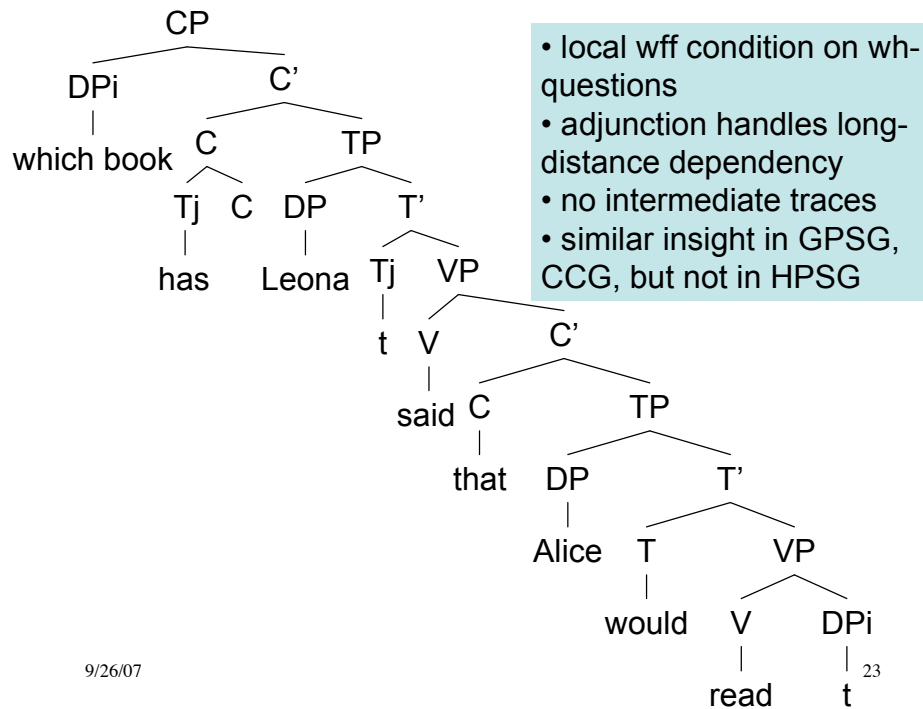 CP
• local wff condition on wh-
questions
• adjunction handles long-
distance dependency
• no intermediate traces
• similar insight in GPSG,
CCG, but not in HPSG
DPi C’
which book C TP
Tj C DP T’
has Leona Tj VP
t V C’
said C TP
that DP T’
Alice T VP
would V DPi
read t
9/26/07
23